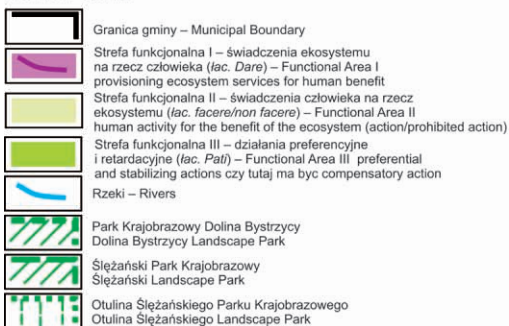 Granica gminy – Municipal Boundary
Strefa funkcjonalna I – świadczenia ekosystemu
na rzecz człowieka (łac. Dare) – Functional Area I
provisioning ecosystem services for human benefit
Strefa funkcjonalna II – świadczenia człowieka na rzecz
ekosystemu (łac. facere/non facere) – Functional Area II
human activity for the benefit of the ecosystem (action/prohibited action)
Strefa funkcjonalna III – działania preferencyjne
i retardacyjne (łac. Pati) – Functional Area III preferential
and stabilizing actions czy tutaj ma byc compensatory action
Rzeki – Rivers
Park Krajobrazowy Dolina Bystrzycy
Dolina Bystrzycy Landscape Park
Ślężański Park Krajobrazowy
Ślężański Landscape Park
Otulina Ślężańskiego Parku Krajobrazowego
Otulina Ślężańskiego Landscape Park